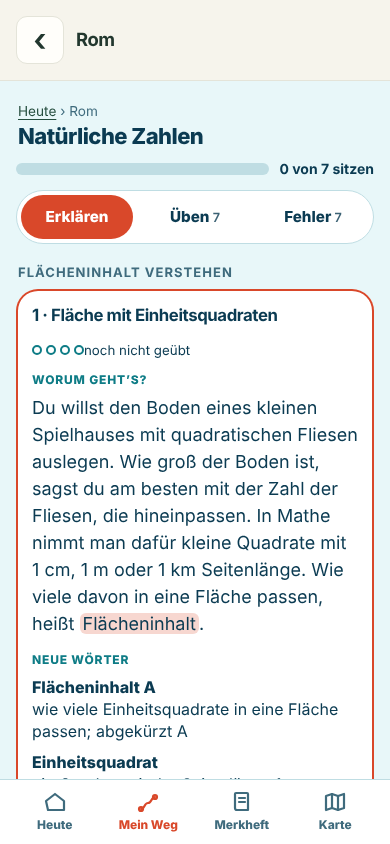 Rom
Heute › Rom
Natürliche Zahlen
0 von 7 sitzen
Erklären
Üben 7
Fehler 7
FLÄCHENINHALT VERSTEHEN
1 · Fläche mit Einheitsquadraten
noch nicht geübt
WORUM GEHT'S?
Du willst den Boden eines kleinen
Spielhauses mit quadratischen Fliesen
auslegen. Wie groß der Boden ist,
sagst du am besten mit der Zahl der
Fliesen, die hineinpassen. In Mathe
nimmt man dafür kleine Quadrate mit
1 cm, 1 m oder 1 km Seitenlänge. Wie
viele davon in eine Fläche passen,
heißt Flächeninhalt.
NEUE WÖRTER
Flächeninhalt A
wie viele Einheitsquadrate in eine Fläche
passen; abgekürzt A
Einheitsquadrat
Heute
Mein Weg
Merkheft
Karte